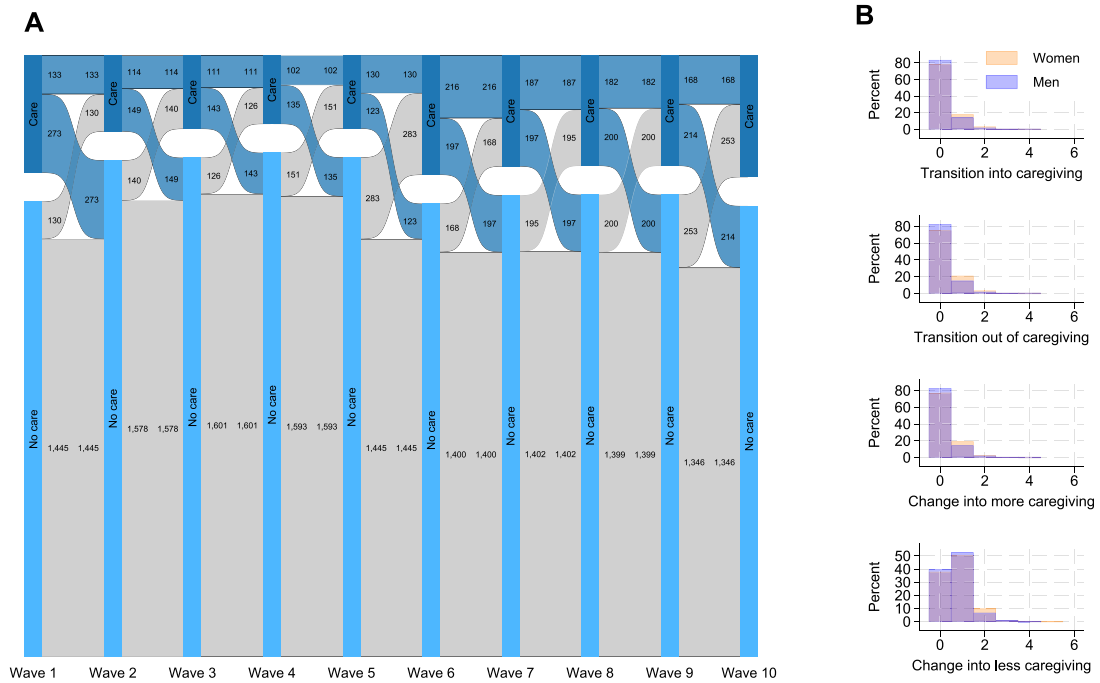 A
133 133 114 114 111 111 102 102 130 130 216 216 187 187 182 182 168 168
Care Care Care Care Care Care Care Care Care Care
273 130 149 140 143 126 135 151 123 283 197 168 197 195 200 200 214 253
130 273 140 149 126 143 151 135 283 123 168 197 195 197 200 200 253 214
No care No care No care No care No care No care No care No care No care No care
1,445 1,445 1,578 1,578 1,601 1,601 1,593 1,593 1,445 1,445 1,400 1,400 1,402 1,402 1,399 1,399 1,346 1,346
Wave 1 Wave 2 Wave 3 Wave 4 Wave 5 Wave 6 Wave 7 Wave 8 Wave 9 Wave 10
B
Women
Men
Percent
80
60
40
20
0
0 2 4 6
Transition into caregiving
Percent
80
60
40
20
0
0 2 4 6
Transition out of caregiving
Percent
80
60
40
20
0
0 2 4 6
Change into more caregiving
Percent
50
40
30
20
10
0
0 2 4 6
Change into less caregiving